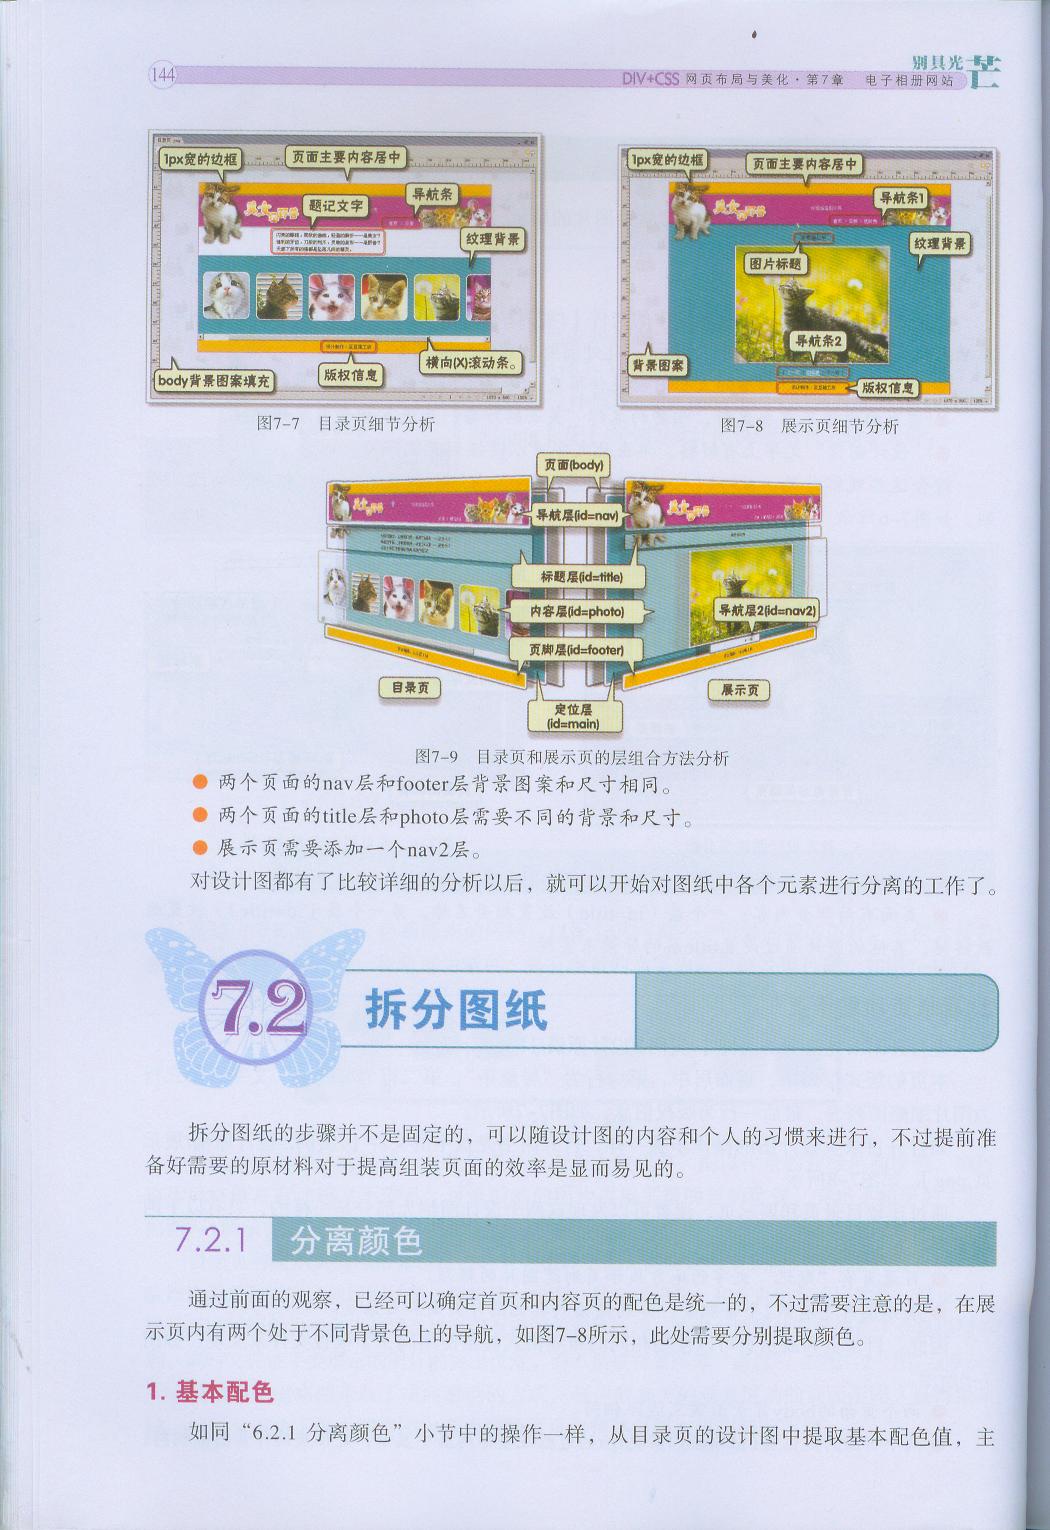 144
别具光芒
DIV+CSS 网页布局与美化·第7章 电子相册网站
1px宽的边框
页面主要内容居中
导航条
题记文字
纹理背景
body背景图案填充
版权信息
横向(X)滚动条。
图7-7 目录页细节分析
1px宽的边框
页面主要内容居中
导航条1
纹理背景
图片标题
导航条2
背景图案
版权信息
图7-8 展示页细节分析
页面(body)
导航层(id=nav)
标题层(id=title)
内容层(id=photo)
导航层2(id=nav2)
页脚层(id=footer)
目录页
展示页
定位层
(id=main)
图7-9 目录页和展示页的层组合方法分析
● 两个页面的nav层和footer层背景图案和尺寸相同。
● 两个页面的title层和photo层需要不同的背景和尺寸。
● 展示页需要添加一个nav2层。
对设计图都有了比较详细的分析以后，就可以开始对图纸中各个元素进行分离的工作了。
7.2 拆分图纸
拆分图纸的步骤并不是固定的，可以随设计图的内容和个人的习惯来进行，不过提前准
备好需要的原材料对于提高组装页面的效率是显而易见的。
7.2.1 分离颜色
通过前面的观察，已经可以确定首页和内容页的配色是统一的，不过需要注意的是，在展
示页内有两个处于不同背景色上的导航，如图7-8所示，此处需要分别提取颜色。
1. 基本配色
如同“6.2.1 分离颜色”小节中的操作一样，从目录页的设计图中提取基本配色值，主